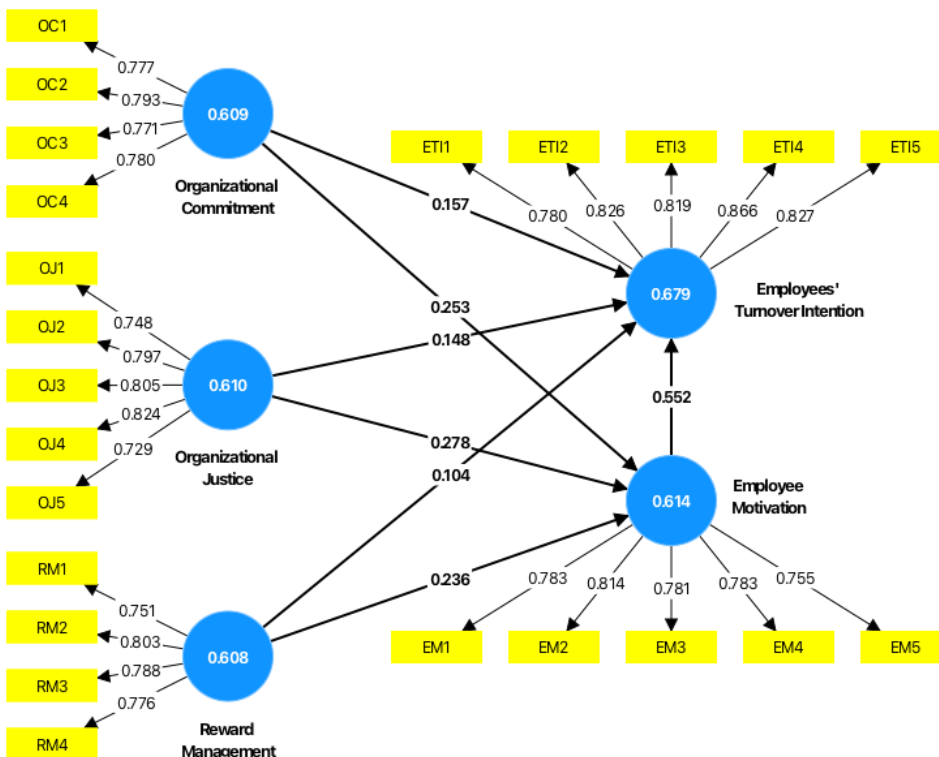 OC1
0.777
OC2
0.793
OC3
0.771
0.780
OC4
0.609
Organizational
Commitment
OJ1
0.748
OJ2
0.797
OJ3
0.805
0.824
OJ4
0.729
OJ5
0.610
Organizational
Justice
RM1
0.751
RM2
0.803
0.788
RM3
0.776
RM4
0.608
Reward
Management
0.157
0.253
0.148
0.278
0.104
0.236
0.552
ETI1
ETI2
ETI3
ETI4
ETI5
0.780
0.826
0.819
0.866
0.827
0.679
Employees'
Turnover Intention
0.614
Employee
Motivation
0.783
0.814
0.781
0.783
0.755
EM1
EM2
EM3
EM4
EM5